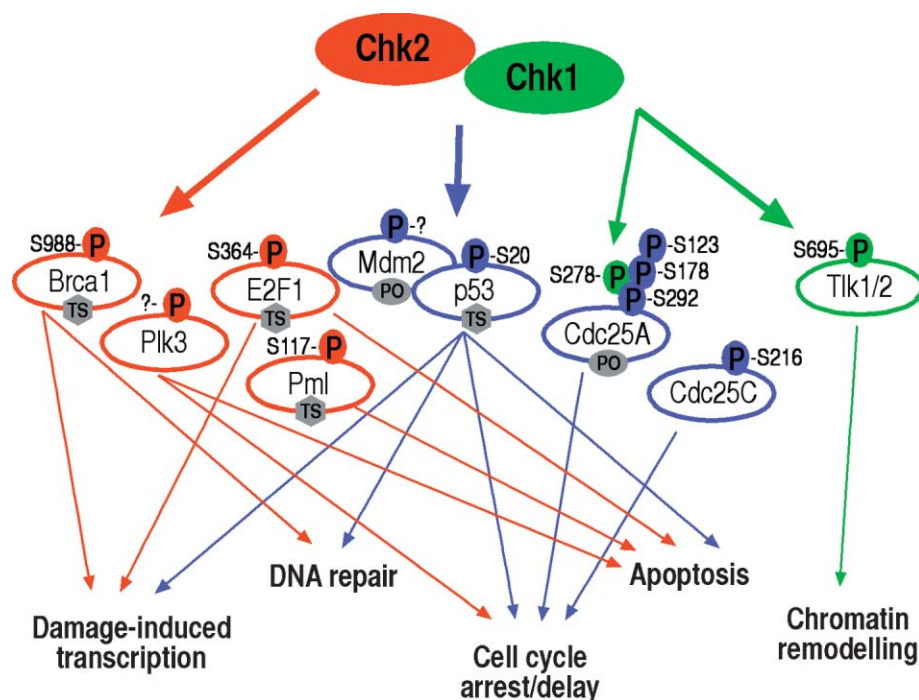 Chk2
Chk1
S988-P
Brca1
TS
?-P
Plk3
S364-P
E2F1
TS
S117-P
Pml
TS
P-?
Mdm2
PO
P-S20
p53
TS
P-S123
S278-P P-S178
P-S292
Cdc25A
PO
P-S216
Cdc25C
S695-P
Tlk1/2
DNA repair
Apoptosis
Damage-induced
transcription
Cell cycle
arrest/delay
Chromatin
remodelling